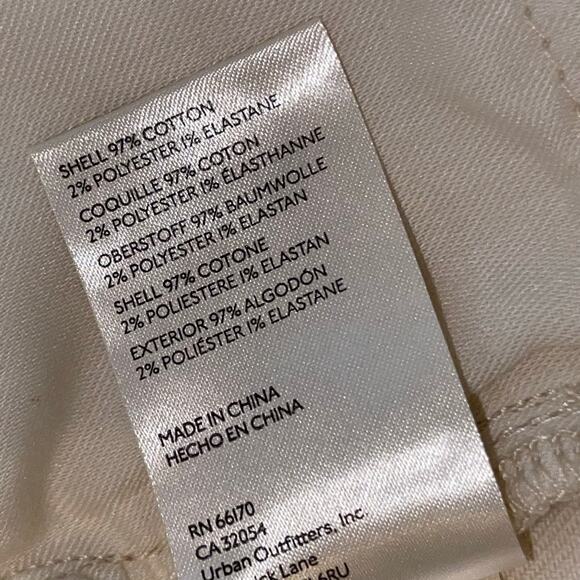 SHELL 97% COTTON
2% POLYESTER 1% ELASTANE
COQUILLE 97% COTON
2% POLYESTER 1% ÉLASTHANNE
OBERSTOFF 97% BAUMWOLLE
2% POLYESTER 1% ELASTAN
SHELL 97% COTONE
2% POLIESTERE 1% ELASTAN
EXTERIOR 97% ALGODÓN
2% POLIÉSTER 1% ELASTANE
MADE IN CHINA
HECHO EN CHINA
RN 66170
CA 32054
Urban Outfitters, Inc.
Lane
6RU